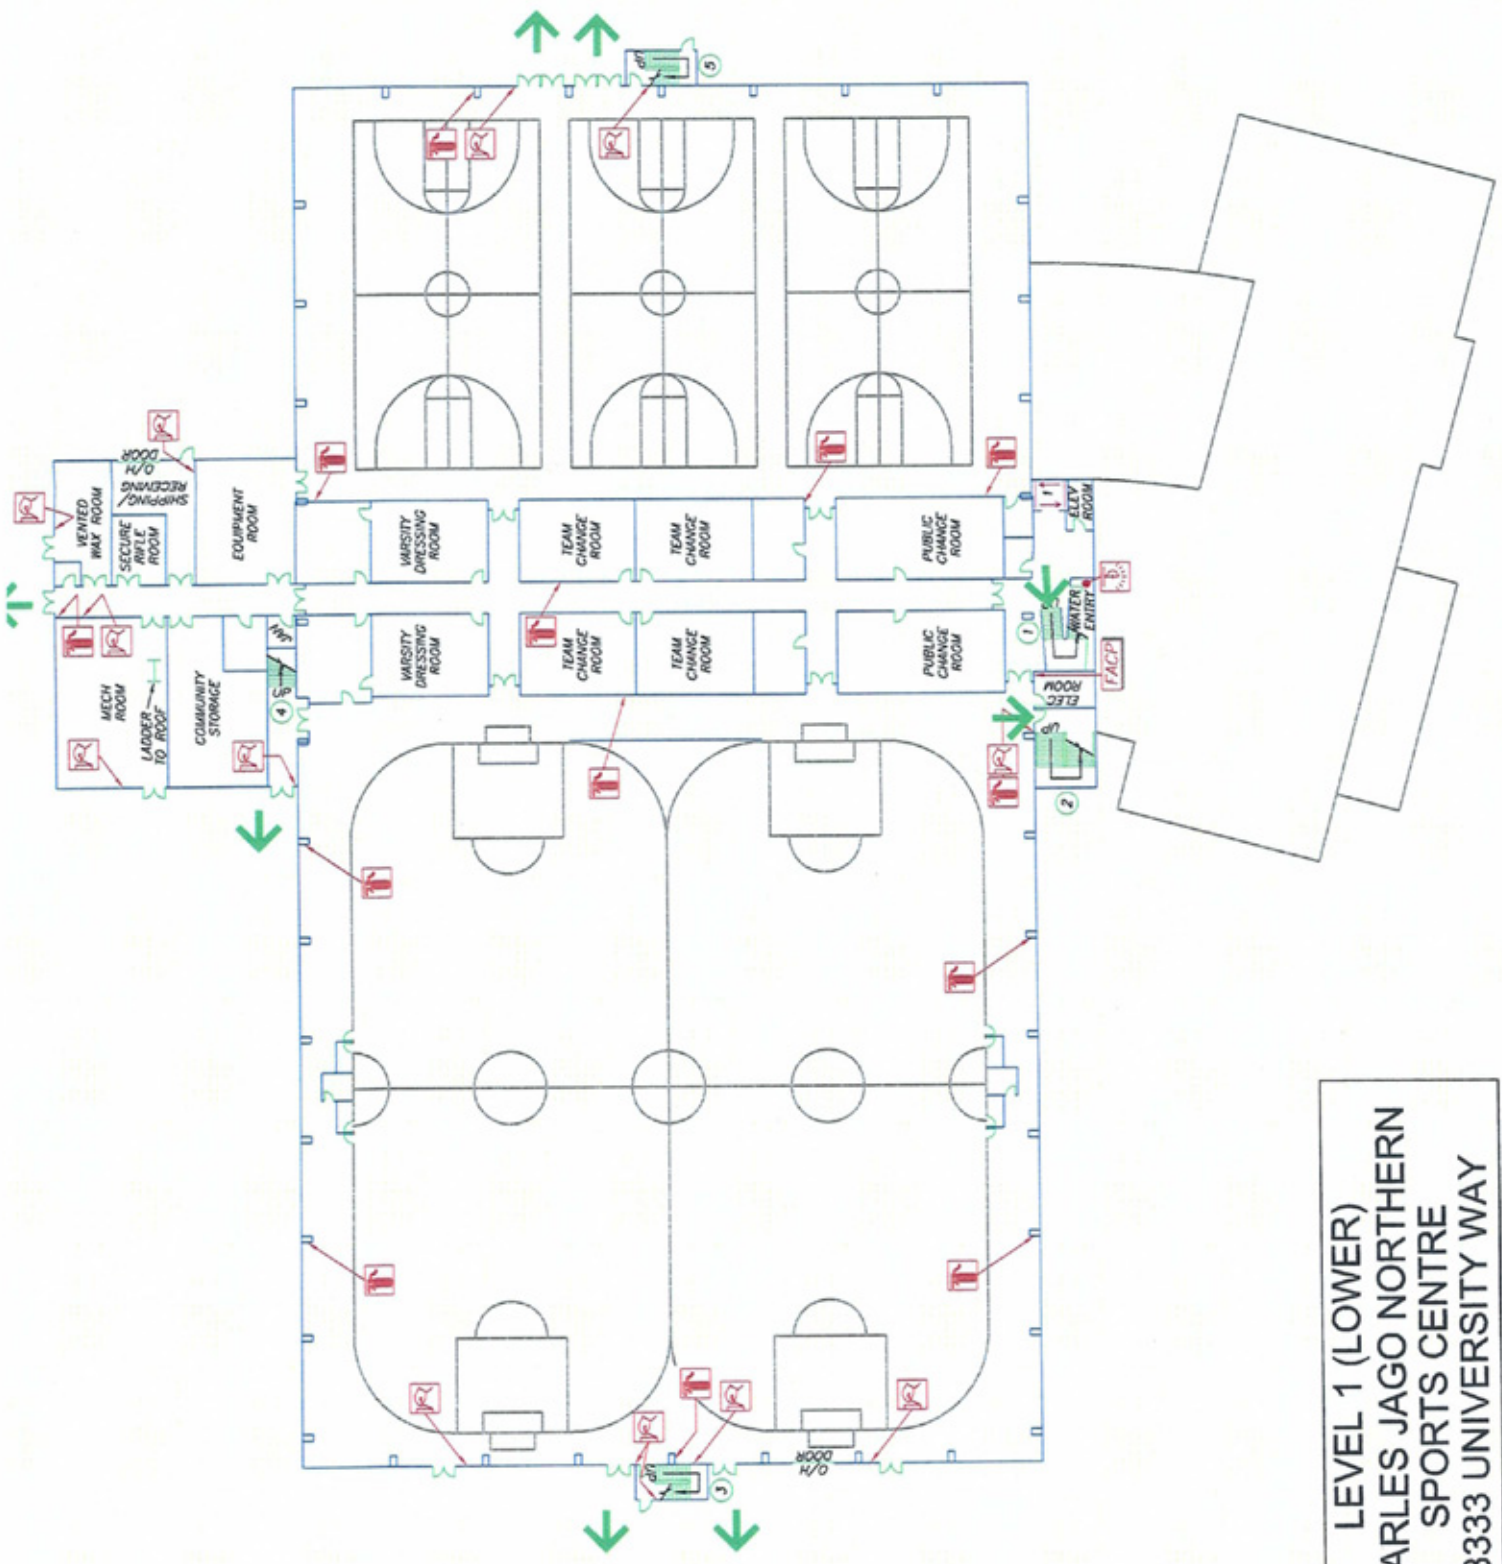 UP
5
O/H
DOOR
SHIPPING/
RECEIVING
VENTED
WAX ROOM
SECURE
RIFLE
ROOM
EQUIPMENT
ROOM
VARSITY
DRESSING
ROOM
TEAM
CHANGE
ROOM
TEAM
CHANGE
ROOM
PUBLIC
CHANGE
ROOM
1
ELEV
ROOM
WATER
ENTRY
1
FACP
ELEC
ROOM
MECH
ROOM
LADDER
TO ROOF
COMMUNITY
STORAGE
JAN
UP
4
VARSITY
DRESSING
ROOM
TEAM
CHANGE
ROOM
TEAM
CHANGE
ROOM
PUBLIC
CHANGE
ROOM
UP
2
UP
3
O/H
DOOR
LEVEL 1 (LOWER)
ARLES JAGO NORTHERN
SPORTS CENTRE
3333 UNIVERSITY WAY